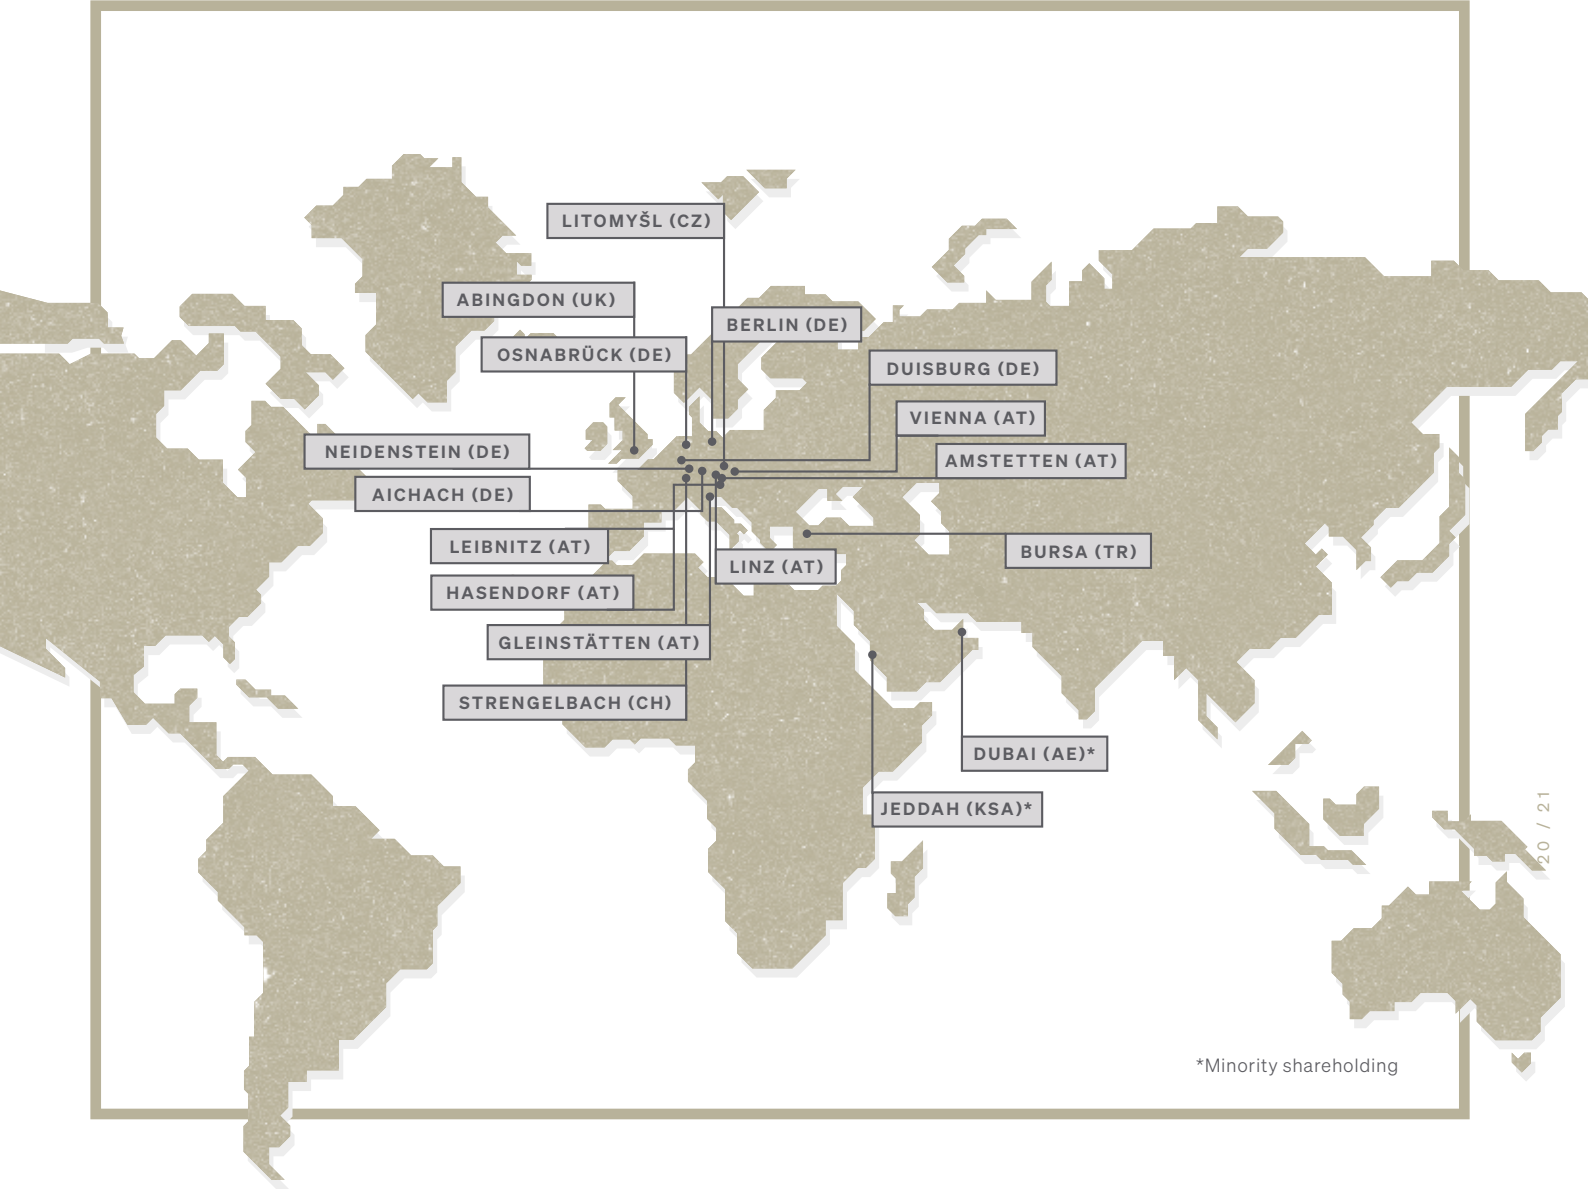 LITOMYŠL (CZ)
ABINGDON (UK)
BERLIN (DE)
OSNABRÜCK (DE)
DUISBURG (DE)
VIENNA (AT)
NEIDENSTEIN (DE)
AMSTETTEN (AT)
AICHACH (DE)
LEIBNITZ (AT)
BURSA (TR)
LINZ (AT)
HASENDORF (AT)
GLEINSTÄTTEN (AT)
STRENGELBACH (CH)
DUBAI (AE)*
JEDDAH (KSA)*
20 / 21
*Minority shareholding